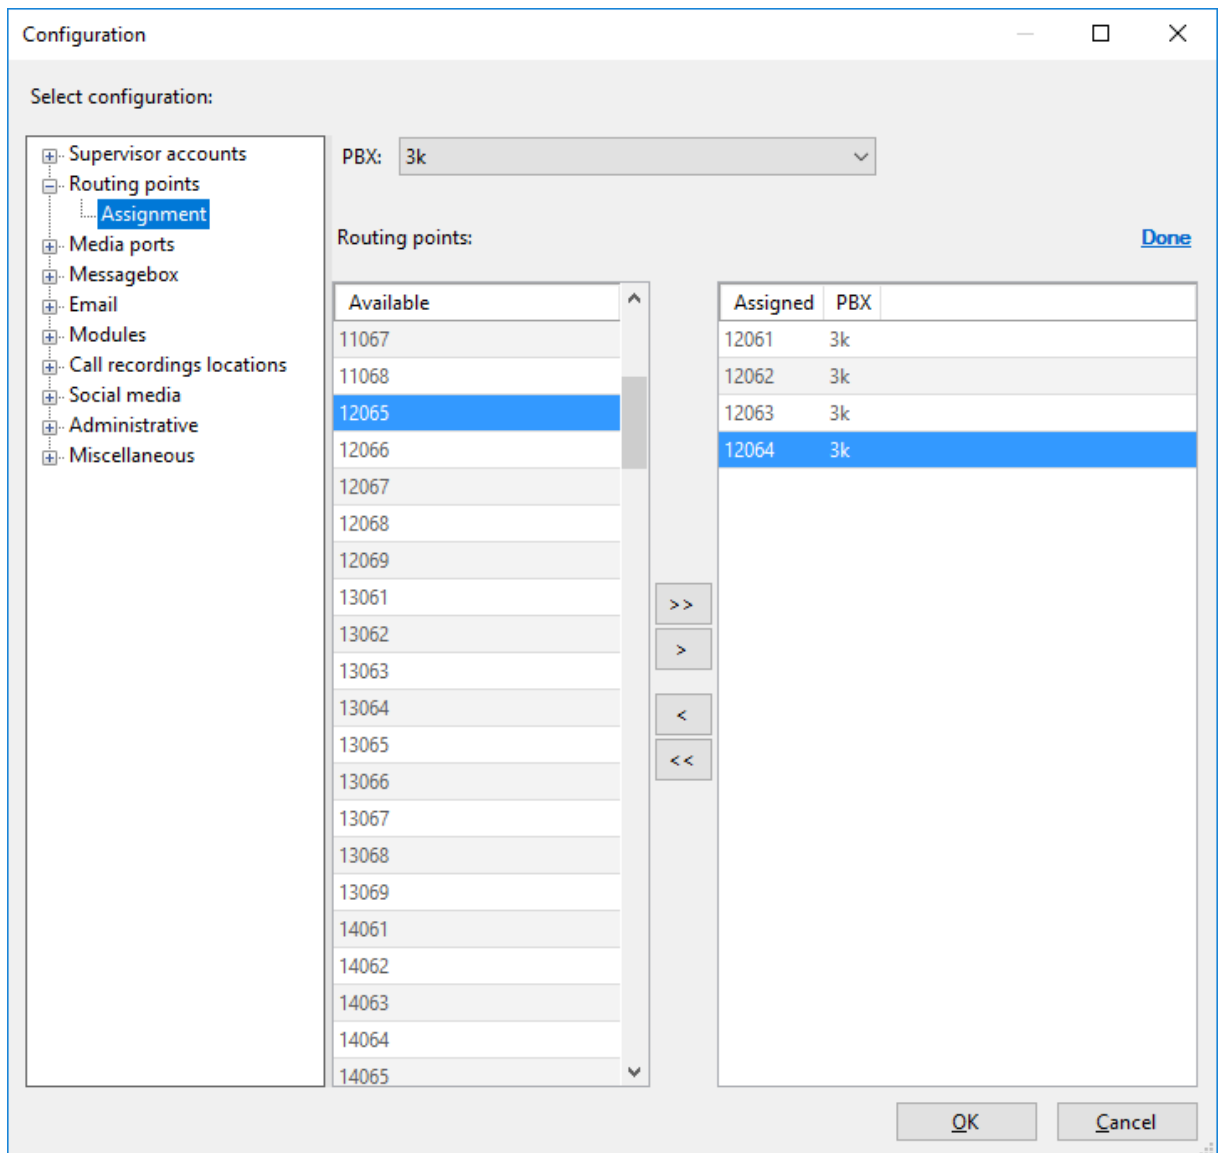 Configuration
Select configuration:
Supervisor accounts
Routing points
Assignment
Media ports
Messagebox
Email
Modules
Call recordings locations
Social media
Administrative
Miscellaneous
PBX: 3k
Routing points:
Done
Available
11067
11068
12065
12066
12067
12068
12069
13061
13062
13063
13064
13065
13066
13067
13068
13069
14061
14062
14063
14064
14065
>>
>
<
<<
Assigned PBX
12061 3k
12062 3k
12063 3k
12064 3k
OK Cancel